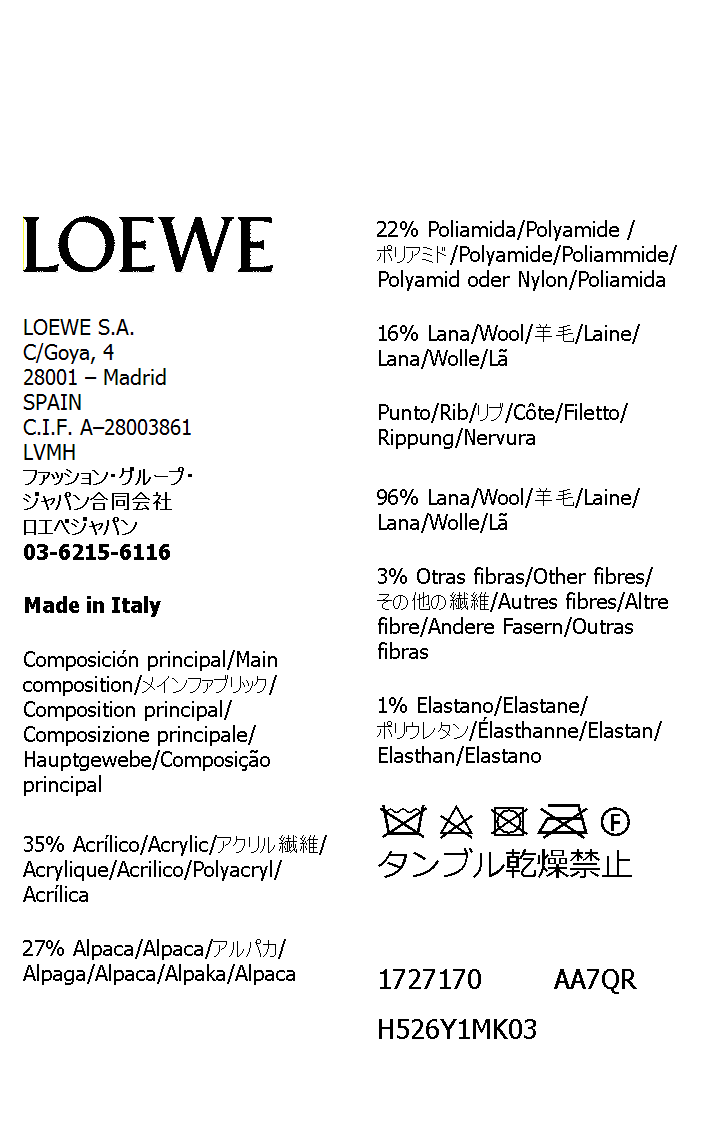 LOEWE
LOEWE S.A.
C/Goya, 4
28001 – Madrid
SPAIN
C.I.F. A–28003861
LVMH
ファッション・グループ・
ジャパン合同会社
ロエベジャパン
03-6215-6116
Made in Italy
Composición principal/Main
composition/メインファブリック/
Composition principal/
Composizione principale/
Hauptgewebe/Composição
principal
35% Acrílico/Acrylic/アクリル繊維/
Acrylique/Acrilico/Polyacryl/
Acrílica
27% Alpaca/Alpaca/アルパカ/
Alpaga/Alpaca/Alpaka/Alpaca
22% Poliamida/Polyamide /
ポリアミド/Polyamide/Poliammide/
Polyamid oder Nylon/Poliamida
16% Lana/Wool/羊毛/Laine/
Lana/Wolle/Lã
Punto/Rib/リブ/Côte/Filetto/
Rippung/Nervura
96% Lana/Wool/羊毛/Laine/
Lana/Wolle/Lã
3% Otras fibras/Other fibres/
その他の繊維/Autres fibres/Altre
fibre/Andere Fasern/Outras
fibras
1% Elastano/Elastane/
ポリウレタン/Élasthanne/Elastan/
Elasthan/Elastano
F
タンブル乾燥禁止
1727170 AA7QR
H526Y1MK03